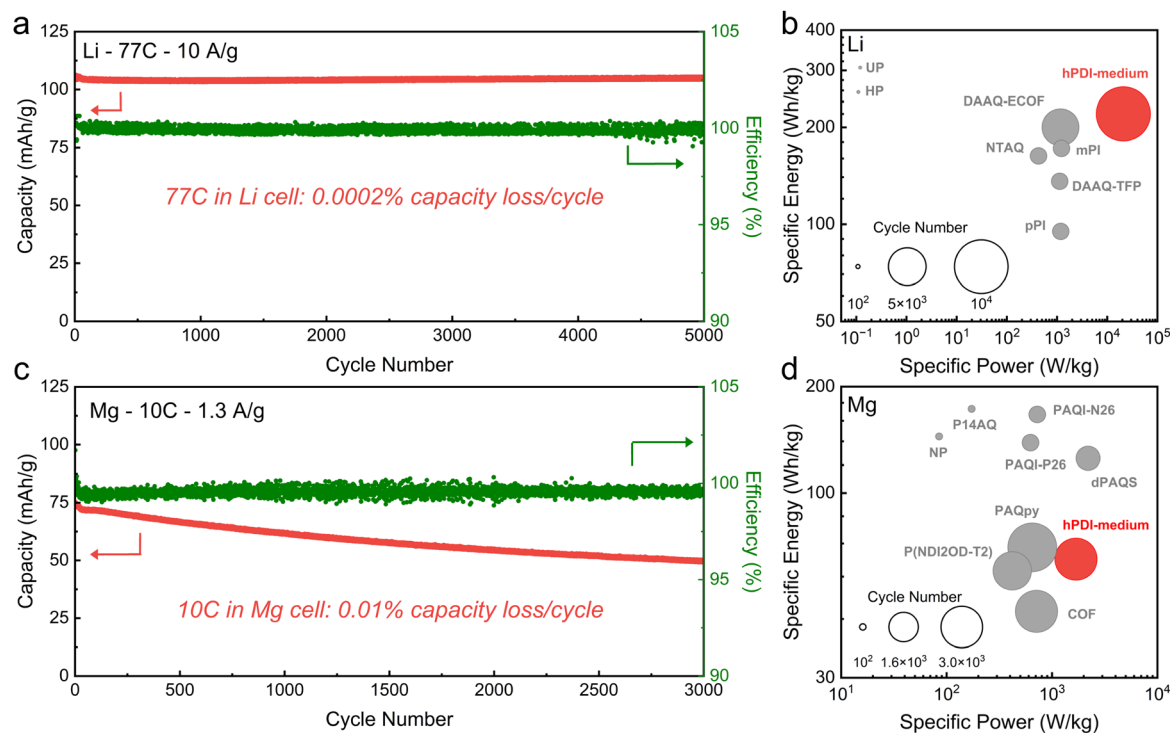 a
Li - 77C - 10 A/g
125
100
75
50
25
0
Capacity (mAh/g)
105
100
95
90
Efficiency (%)
77C in Li cell: 0.0002% capacity loss/cycle
0
1000
2000
3000
4000
5000
Cycle Number
b
Li
400
300
200
100
50
Specific Energy (Wh/kg)
UP
HP
hPDI-medium
DAAQ-ECOF
NTAQ
mPI
DAAQ-TFP
pPI
Cycle Number
10²
5×10³
10⁴
10⁻¹
10⁰
10¹
10²
10³
10⁴
10⁵
Specific Power (W/kg)
c
Mg - 10C - 1.3 A/g
125
100
75
50
25
0
Capacity (mAh/g)
105
100
95
90
Efficiency (%)
10C in Mg cell: 0.01% capacity loss/cycle
0
500
1000
1500
2000
2500
3000
Cycle Number
d
Mg
200
100
30
Specific Energy (Wh/kg)
P14AQ
PAQI-N26
NP
PAQI-P26
dPAQS
PAQpy
hPDI-medium
P(NDI2OD-T2)
COF
Cycle Number
10²
1.6×10³
3.0×10³
10¹
10²
10³
10⁴
Specific Power (W/kg)